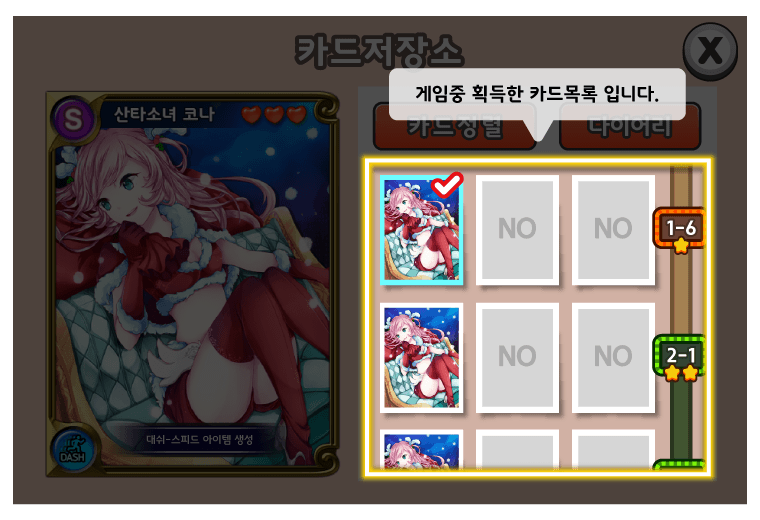 카드저장소
X
게임중 획득한 카드목록 입니다.
S
산타소녀 코나
카드정렬
다이어리
NO
NO
1-6
NO
NO
2-1
대쉬-스피드 아이템 생성
DASH